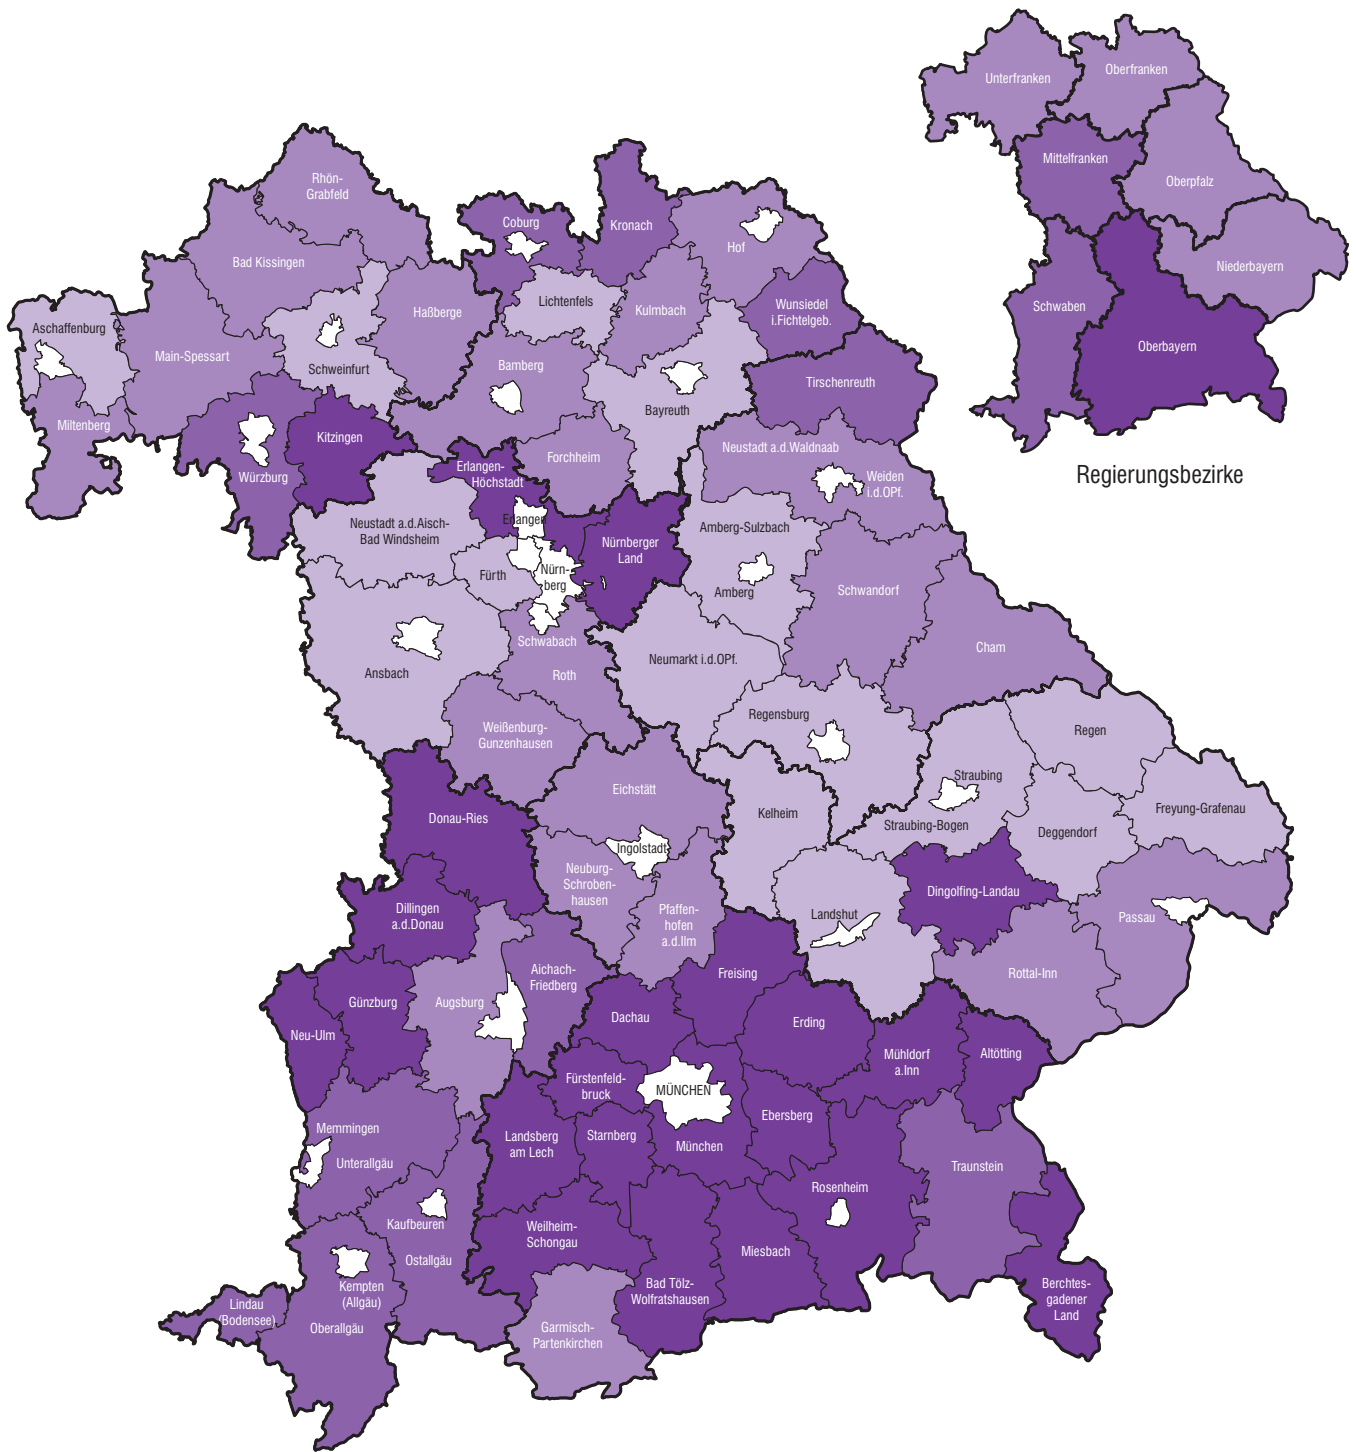 Unterfranken
Oberfranken
Mittelfranken
Oberpfalz
Niederbayern
Schwaben
Oberbayern
Regierungsbezirke
Rhön-
Grabfeld
Coburg
Kronach
Hof
Bad Kissingen
Haßberge
Lichtenfels
Kulmbach
Wunsiedel
i.Fichtelgeb.
Aschaffenburg
Main-Spessart
Schweinfurt
Bamberg
Bayreuth
Tirschenreuth
Miltenberg
Würzburg
Kitzingen
Erlangen-
Höchstadt
Forchheim
Neustadt a.d.Waldnaab
Weiden
i.d.OPf.
Neustadt a.d.Aisch-
Bad Windsheim
Erlangen
Fürth
Nürn-
berg
Nürnberger
Land
Amberg-Sulzbach
Amberg
Schwandorf
Cham
Ansbach
Schwabach
Roth
Neumarkt i.d.OPf.
Weißenburg-
Gunzenhausen
Regensburg
Regen
Eichstätt
Kelheim
Straubing
Straubing-Bogen
Deggendorf
Freyung-Grafenau
Donau-Ries
Ingolstadt
Neuburg-
Schroben-
hausen
Pfaffen-
hofen
a.d.Ilm
Dingolfing-Landau
Landshut
Passau
Rottal-Inn
Dillingen
a.d.Donau
Aichach-
Friedberg
Freising
Günzburg
Augsburg
Dachau
Erding
Neu-Ulm
Mühldorf
a.Inn
Altötting
Fürstenfeld-
bruck
MÜNCHEN
Ebersberg
Memmingen
Unterallgäu
Landsberg
am Lech
Starnberg
München
Traunstein
Rosenheim
Kaufbeuren
Ostallgäu
Weilheim-
Schongau
Miesbach
Bad Tölz-
Wolfratshausen
Berchtes-
gadener
Land
Kempten
(Allgäu)
Lindau
(Bodensee)
Oberallgäu
Garmisch-
Partenkirchen